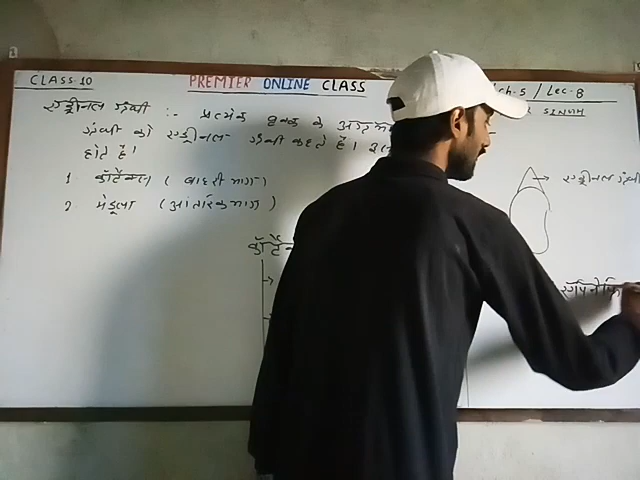 CLASS-10
PREMIER ONLINE CLASS
Ch-5 / Lec-8
SINGH
एड्रीनल ग्रंथी :- प्रत्येक वृक्क के
ग्रंथी को एड्रीनल ग्रंथी कहते हैं।
होते हैं।
1 कॉर्टेक्स ( बाहरी भाग )
2 मेडूला ( आंतरिक भाग )
एड्रीनल